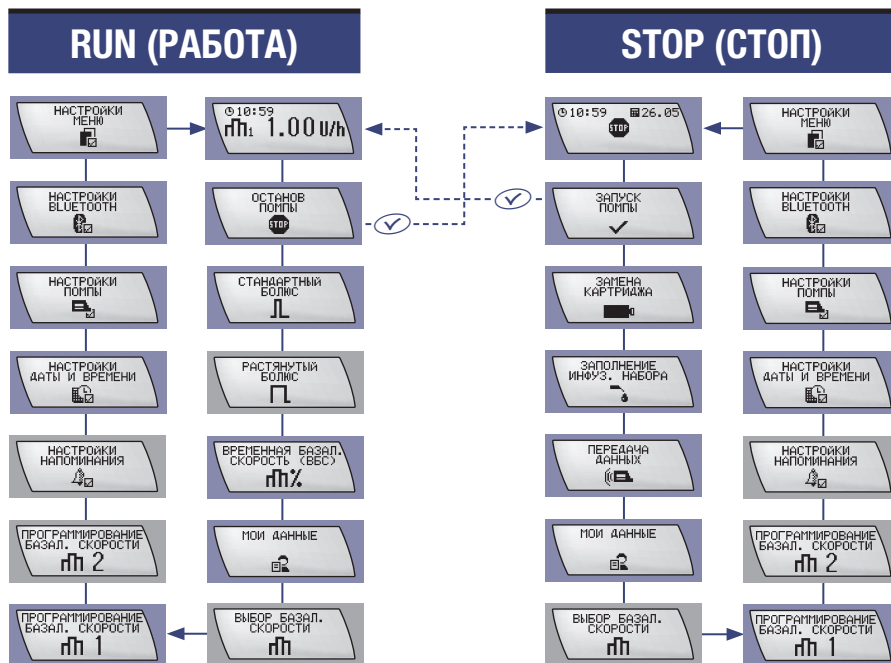 RUN (РАБОТА)
STOP (СТОП)
НАСТРОЙКИ
МЕНЮ
10:59
1 1.00 U/h
10:59 26.05
STOP
НАСТРОЙКИ
МЕНЮ
НАСТРОЙКИ
BLUETOOTH
ОСТАНОВ
ПОМПЫ
STOP
ЗАПУСК
ПОМПЫ
НАСТРОЙКИ
BLUETOOTH
НАСТРОЙКИ
ПОМПЫ
СТАНДАРТНЫЙ
БОЛЮС
ЗАМЕНА
КАРТРИДЖА
НАСТРОЙКИ
ПОМПЫ
НАСТРОЙКИ
ДАТЫ И ВРЕМЕНИ
РАСТЯНУТЫЙ
БОЛЮС
ЗАПОЛНЕНИЕ
ИНФУЗ. НАБОРА
НАСТРОЙКИ
ДАТЫ И ВРЕМЕНИ
НАСТРОЙКИ
НАПОМИНАНИЯ
ВРЕМЕННАЯ БАЗАЛ.
СКОРОСТЬ (ВБС)
%
ПЕРЕДАЧА
ДАННЫХ
НАСТРОЙКИ
НАПОМИНАНИЯ
ПРОГРАММИРОВАНИЕ
БАЗАЛ. СКОРОСТИ
2
МОИ ДАННЫЕ
МОИ ДАННЫЕ
ПРОГРАММИРОВАНИЕ
БАЗАЛ. СКОРОСТИ
2
ПРОГРАММИРОВАНИЕ
БАЗАЛ. СКОРОСТИ
1
ВЫБОР БАЗАЛ.
СКОРОСТИ
ВЫБОР БАЗАЛ.
СКОРОСТИ
ПРОГРАММИРОВАНИЕ
БАЗАЛ. СКОРОСТИ
1